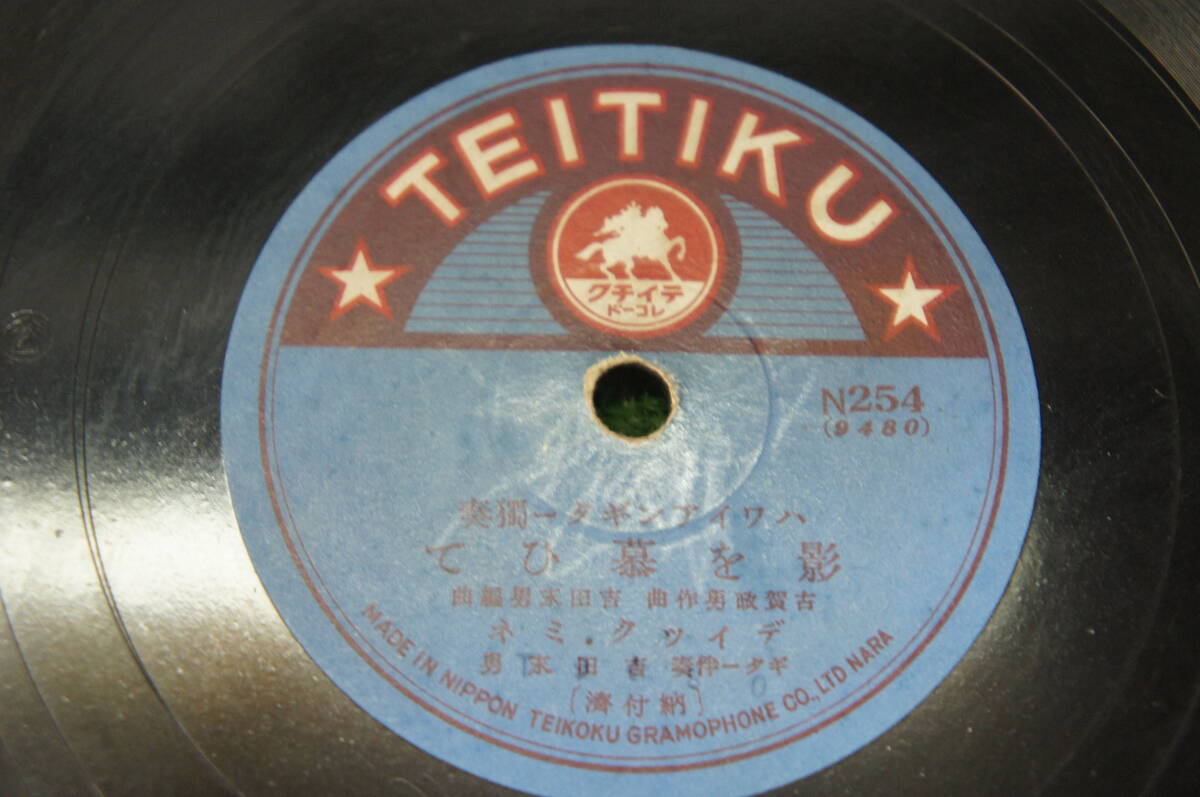 TEITIKU
テイチク
レコード
N254
(9480)
ハワイアンギター獨奏
影を慕ひて
古賀政男作曲 吉田末男編曲
デイツク・ミネ
ギター伴奏 吉田末男
〔納付濟〕
MADE IN NIPPON TEIKOKU GRAMOPHONE CO., LTD NARA